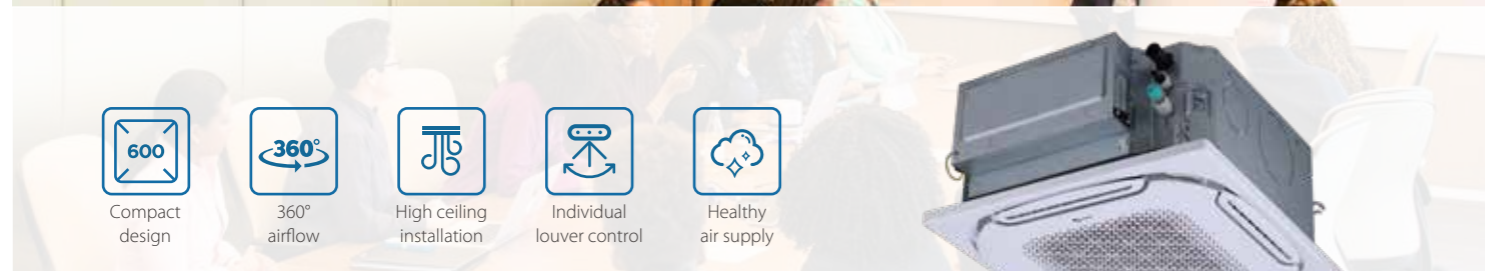 600
360°
Compact
design
360°
airflow
High ceiling
installation
Individual
louver control
Healthy
air supply